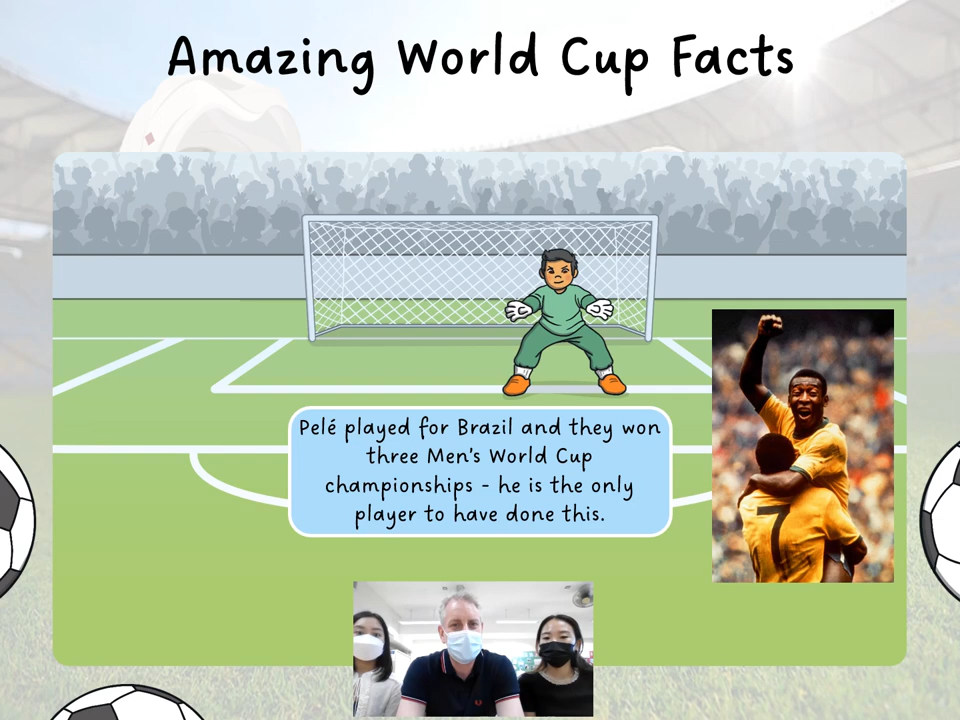 Amazing World Cup Facts
Pelé played for Brazil and they won
three Men's World Cup
championships - he is the only
player to have done this.
7